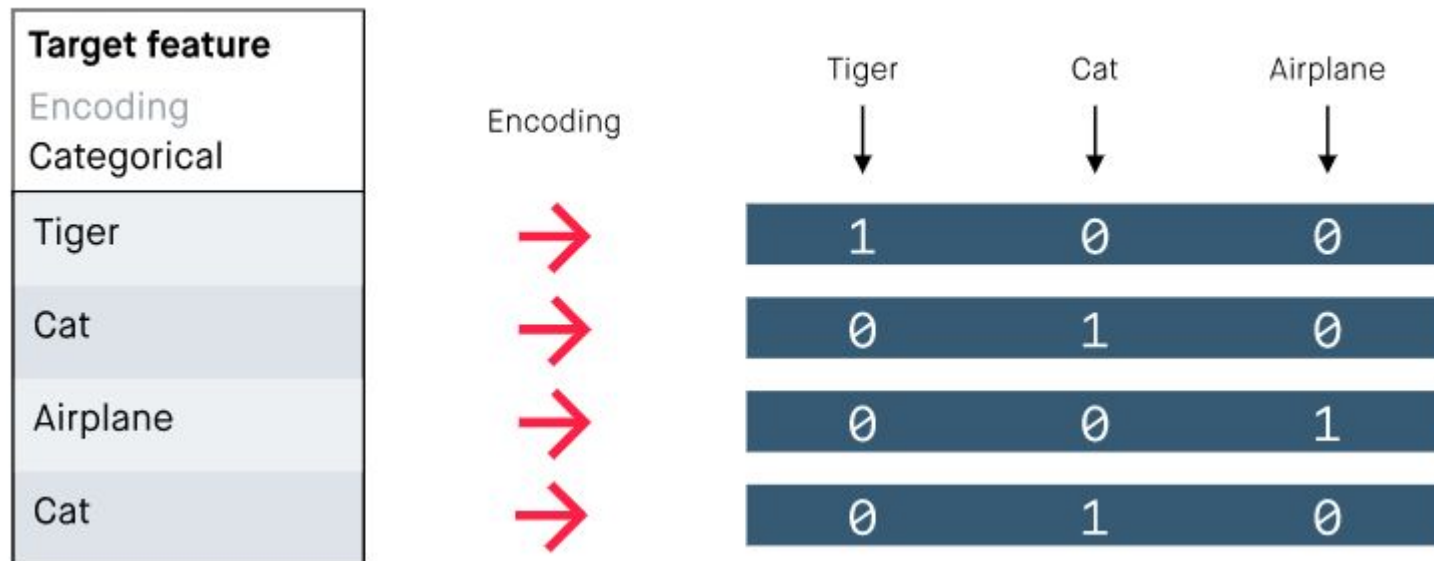 Target feature
Encoding
Categorical
Encoding
Tiger Cat Airplane
Tiger 1 0 0
Cat 0 1 0
Airplane 0 0 1
Cat 0 1 0